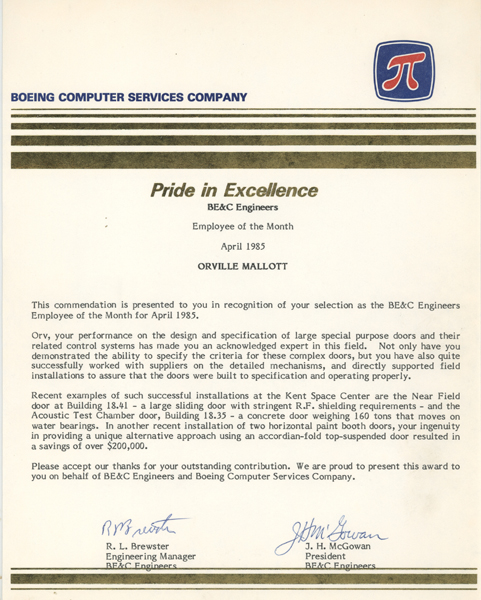 π
BOEING COMPUTER SERVICES COMPANY
Pride in Excellence
BE&C Engineers
Employee of the Month
April 1985
ORVILLE MALLOTT
This commendation is presented to you in recognition of your selection as the BE&C Engineers
Employee of the Month for April 1985.
Orv, your performance on the design and specification of large special purpose doors and their
related control systems has made you an acknowledged expert in this field. Not only have you
demonstrated the ability to specify the criteria for these complex doors, but you have also quite
successfully worked with suppliers on the detailed mechanisms, and directly supported field
installations to assure that the doors were built to specification and operating properly.
Recent examples of such successful installations at the Kent Space Center are the Near Field
door at Building 18.41 - a large sliding door with stringent R.F. shielding requirements - and the
Acoustic Test Chamber door, Building 18.35 - a concrete door weighing 160 tons that moves on
water bearings. In another recent installation of two horizontal paint booth doors, your ingenuity
in providing a unique alternative approach using an accordian-fold top-suspended door resulted in
a savings of over $200,000.
Please accept our thanks for your outstanding contribution. We are proud to present this award to
you on behalf of BE&C Engineers and Boeing Computer Services Company.
R M Brewster
J H McGowan
R. L. Brewster
Engineering Manager
BE&C Engineers
J. H. McGowan
President
BE&C Engineers